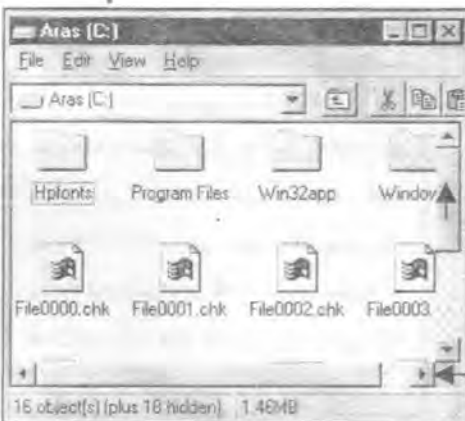 Aras (C:)
File Edit View Help
Aras (C:)
Hpfonts Program Files Win32app Window
File0000.chk File0001.chk File0002.chk File0003.
16 object(s) (plus 18 hidden) 1.46MB